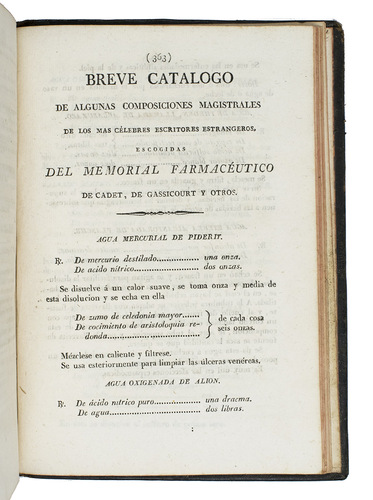 (363)
BREVE CATALOGO
DE ALGUNAS COMPOSICIONES MAGISTRALES
DE LOS MAS CÉLEBRES ESCRITORES ESTRANGEROS,
ESCOGIDAS
DEL MEMORIAL FARMACÉUTICO
DE CADET, DE GASSICOURT Y OTROS.
AGUA MERCURIAL DE PIDERIT.
℞. De mercurio destilado................ una onza.
De acido nítrico...................... dos onzas.
Se disuelve á un calor suave, se toma onza y media de
esta disolucion y se echa en ella
De zumo de celedonia mayor...... } de cada cosa
De cocimiento de aristoloquia re- } seis onzas.
donda................................
Mézclese en caliente y filtrese.
Se usa esteriormente para limpiar las úlceras venéreas.
AGUA OXIGENADA DE ALION.
℞. De ácido nítrico puro................ una dracma.
De agua................................ dos libras.